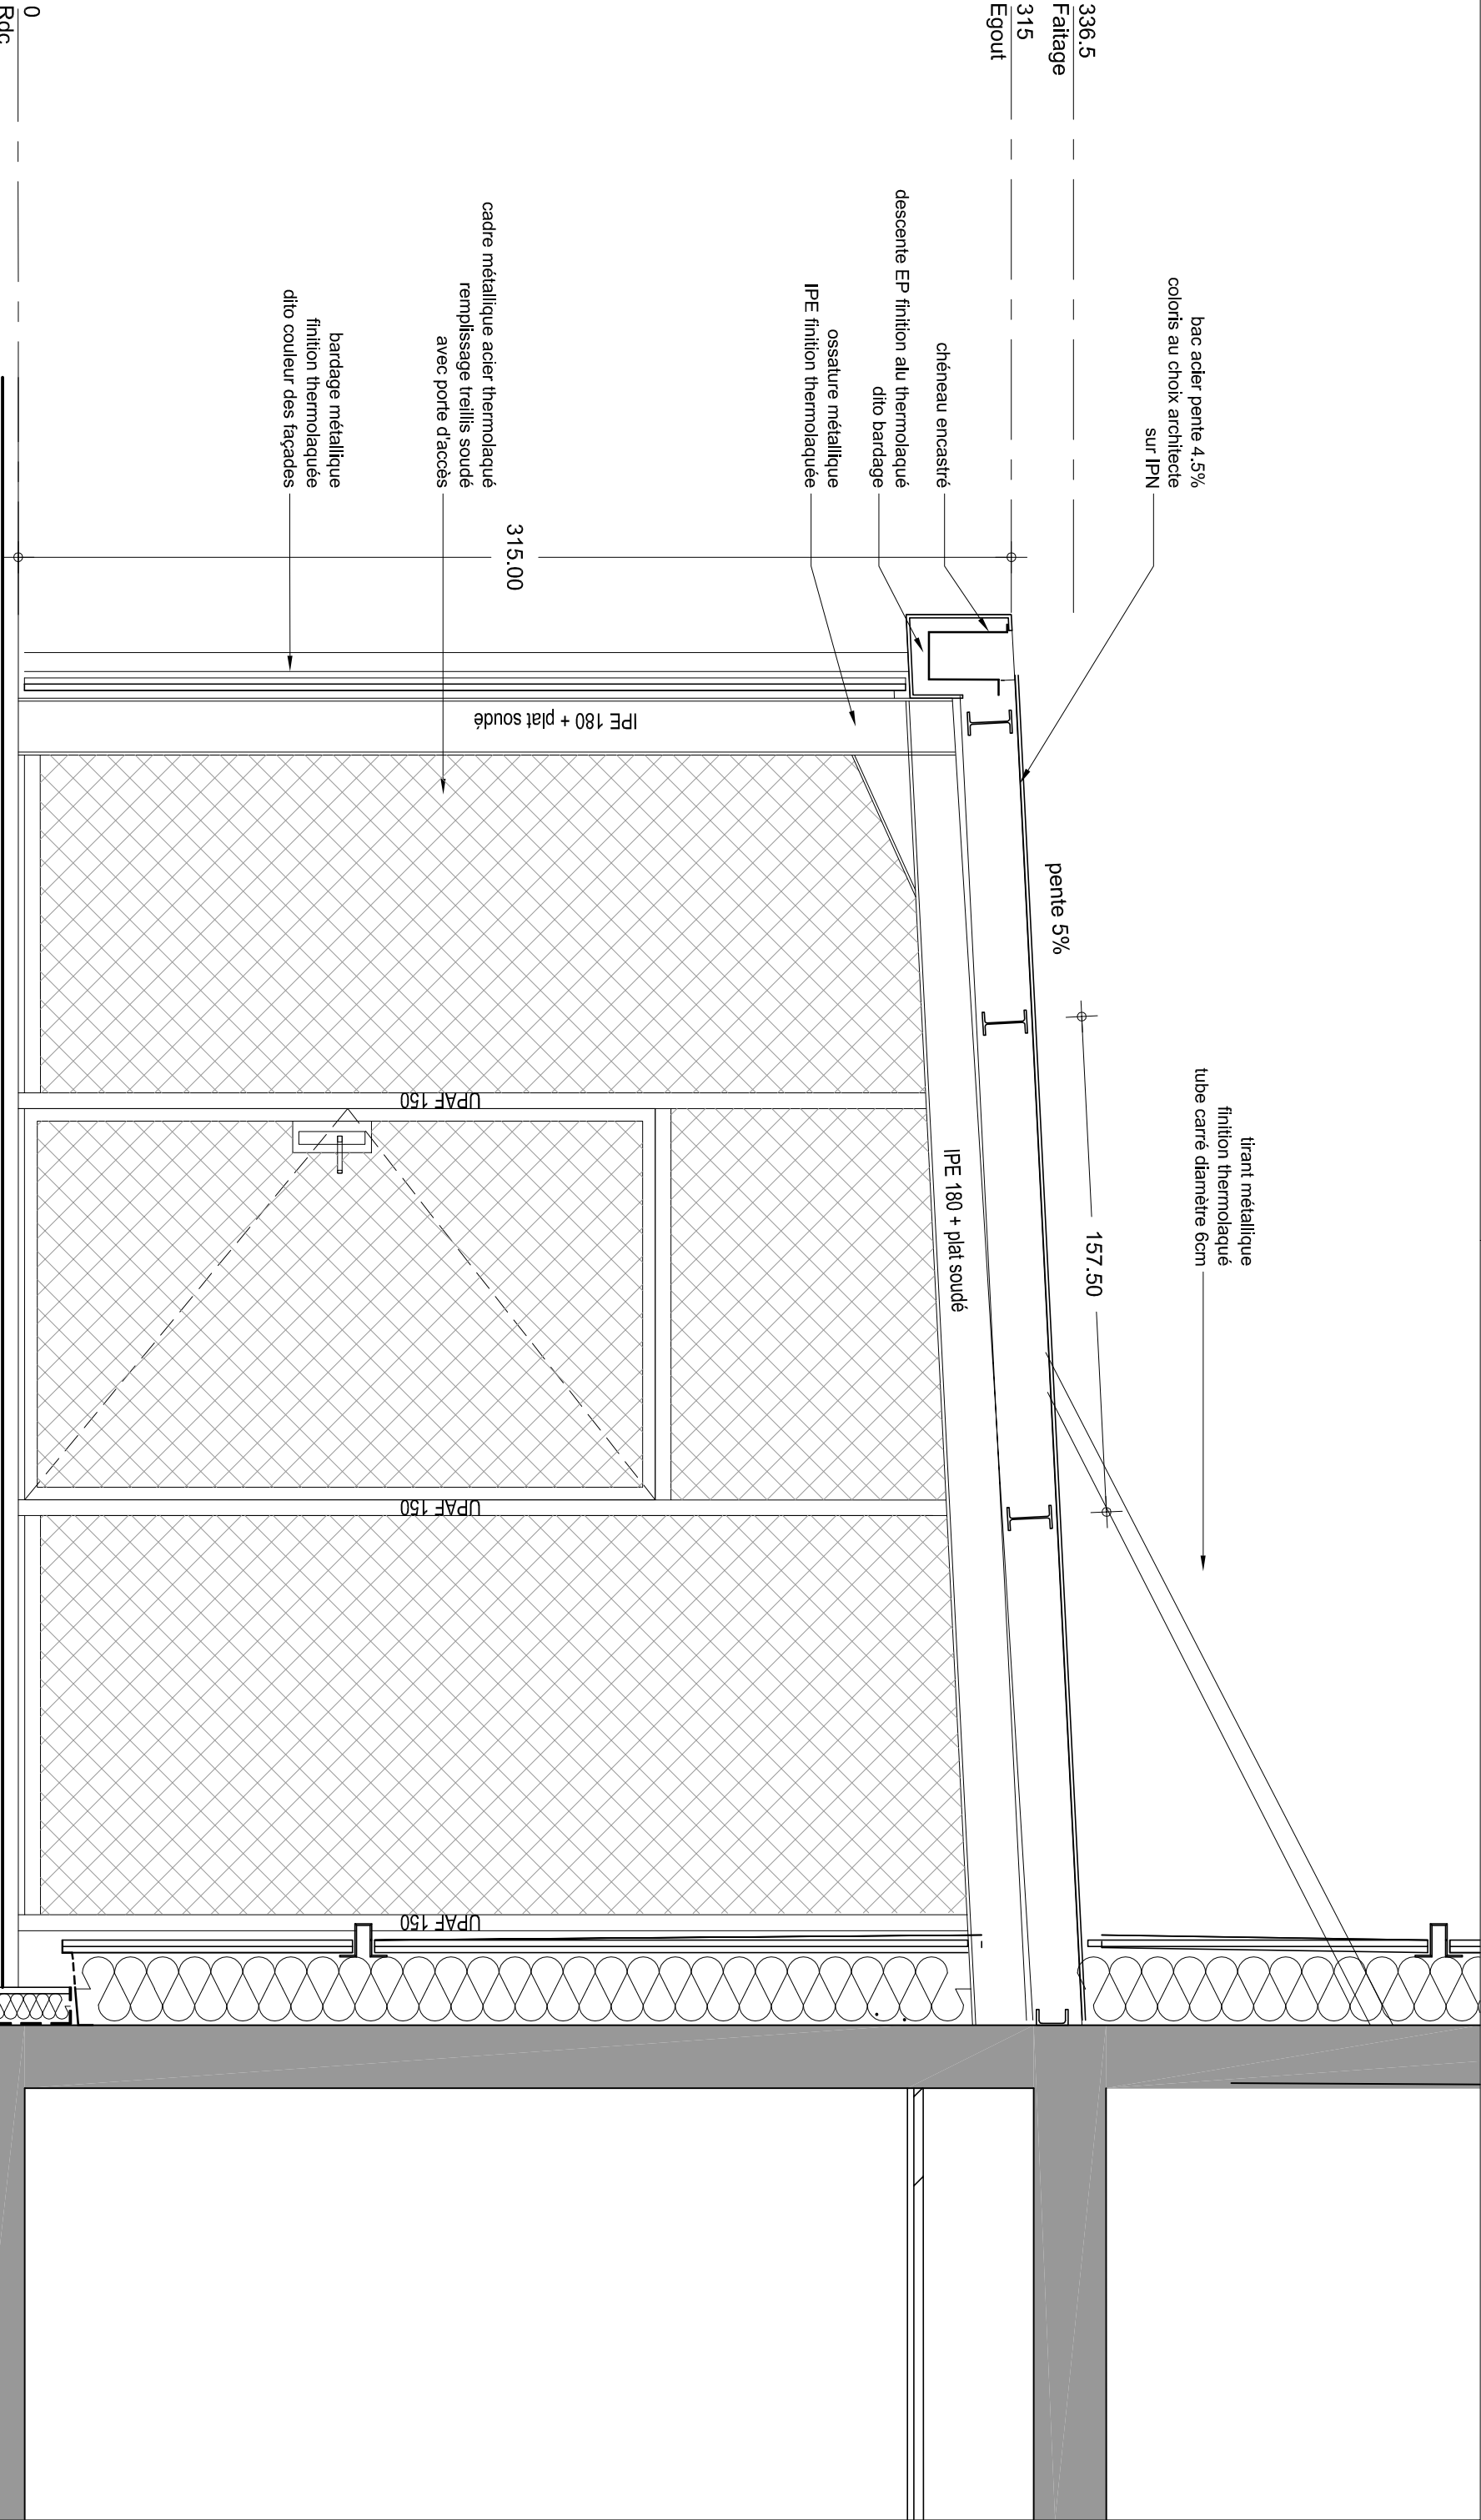 336.5
Faitage
315
Egout
bac acier pente 4.5%
coloris au choix architecte
sur IPN
chéneau encastré
descente EP finition alu thermolaqué
dito bardage
ossature métallique
IPE finition thermolaquée
cadre métallique acier thermolaqué
remplissage treillis soudé
avec porte d'accès
bardage métallique
finition thermolaquée
dito couleur des façades
0
Rdc
315.00
IPE 180 + plat soudé
pente 5%
157.50
tirant métallique
finition thermolaqué
tube carré diamètre 6cm
IPE 180 + plat soudé
UPAF 150
UPAF 150
UPAF 150